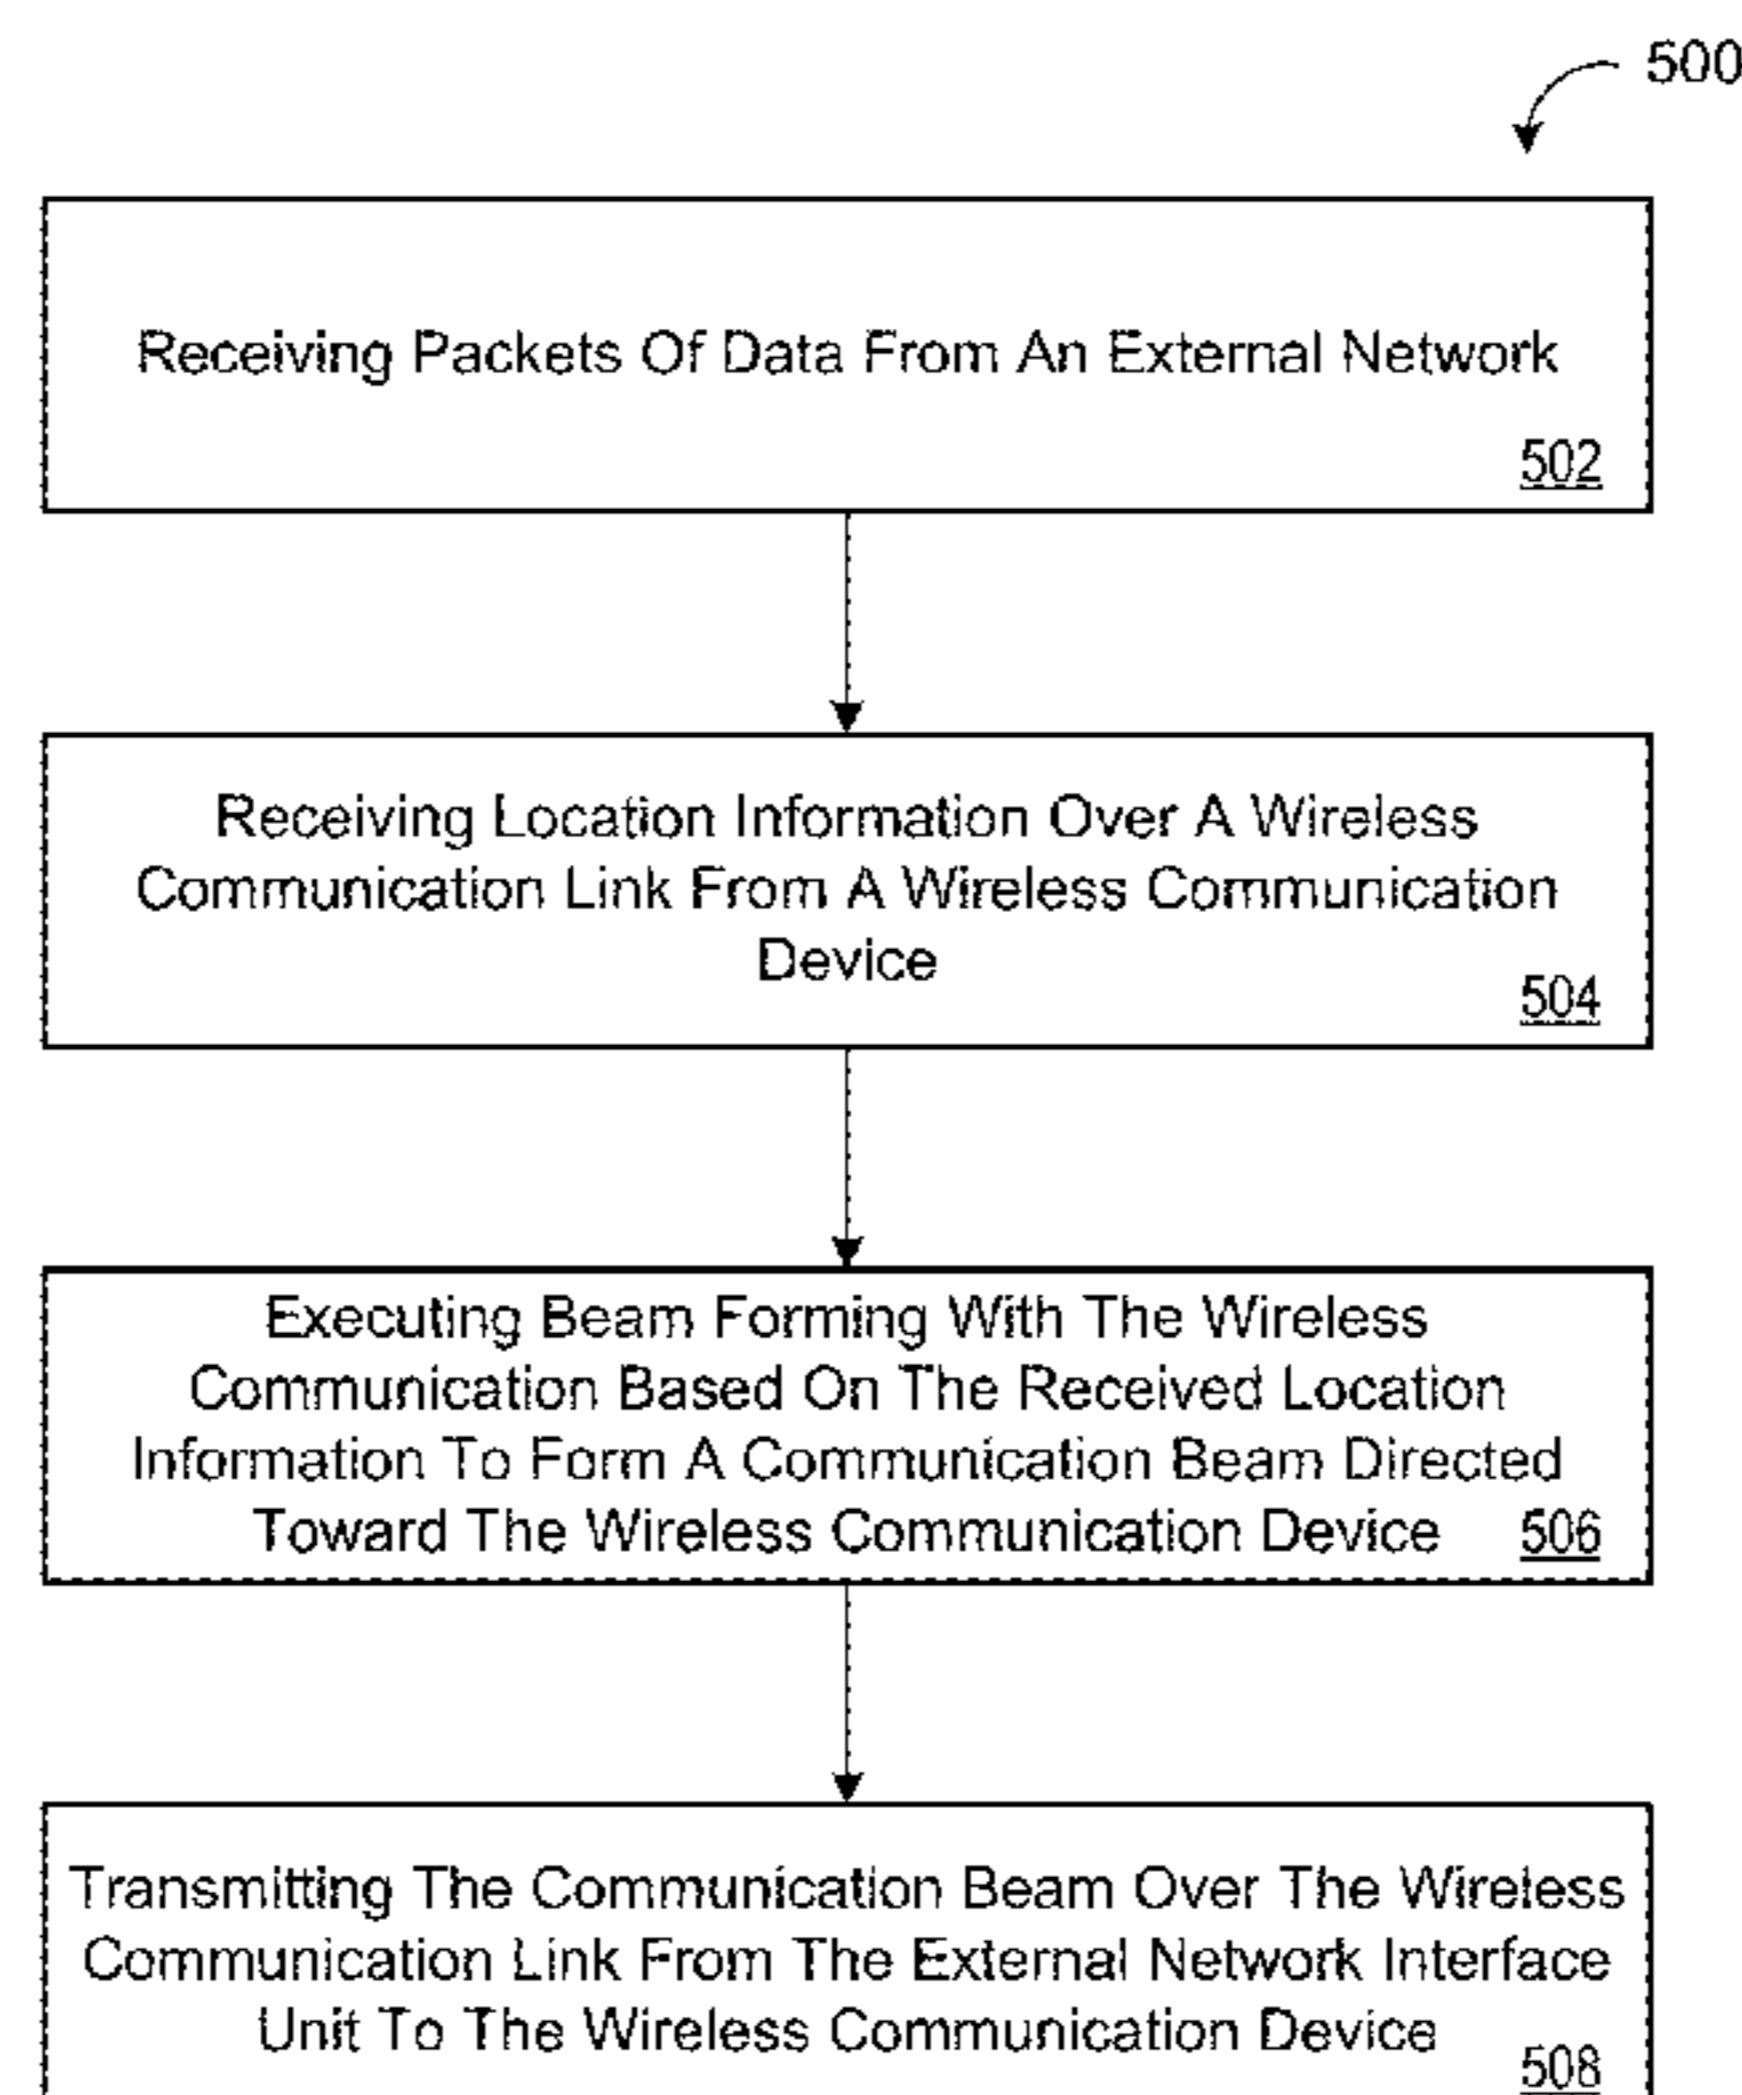 500
Receiving Packets Of Data From An External Network
502
Receiving Location Information Over A Wireless
Communication Link From A Wireless Communication
Device
504
Executing Beam Forming With The Wireless
Communication Based On The Received Location
Information To Form A Communication Beam Directed
Toward The Wireless Communication Device 506
Transmitting The Communication Beam Over The Wireless
Communication Link From The External Network Interface
Unit To The Wireless Communication Device
508